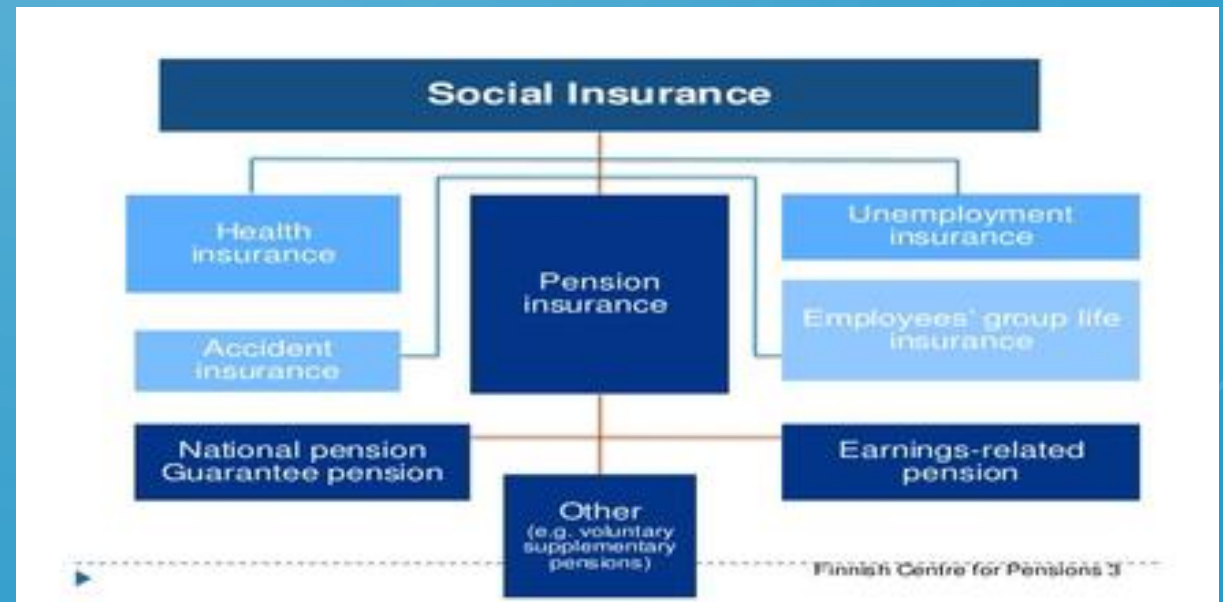 Social Insurance
Health
insurance
Pension
insurance
Unemployment
insurance
Accident
insurance
Employees' group life
insurance
National pension
Guarantee pension
Earnings-related
pension
Other
(e.g. voluntary
supplementary
pensions)
Finnish Centre for Pensions 3